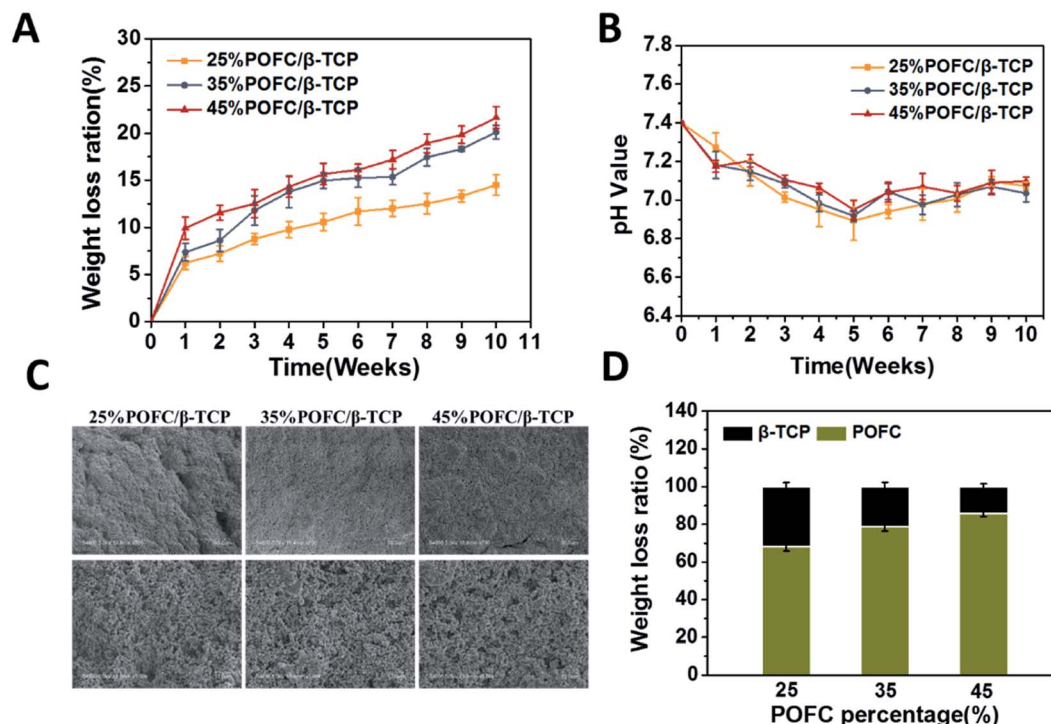 A
Weight loss ration(%)
30
25
20
15
10
5
0
25%POFC/β-TCP
35%POFC/β-TCP
45%POFC/β-TCP
0 1 2 3 4 5 6 7 8 9 10 11
Time(Weeks)
B
pH Value
7.8
7.6
7.4
7.2
7.0
6.8
6.6
6.4
25%POFC/β-TCP
35%POFC/β-TCP
45%POFC/β-TCP
0 1 2 3 4 5 6 7 8 9 10
Time(Weeks)
C
25%POFC/β-TCP 35%POFC/β-TCP 45%POFC/β-TCP
D
Weight loss ratio (%)
140
120
100
80
60
40
20
0
β-TCP POFC
25 35 45
POFC percentage(%)